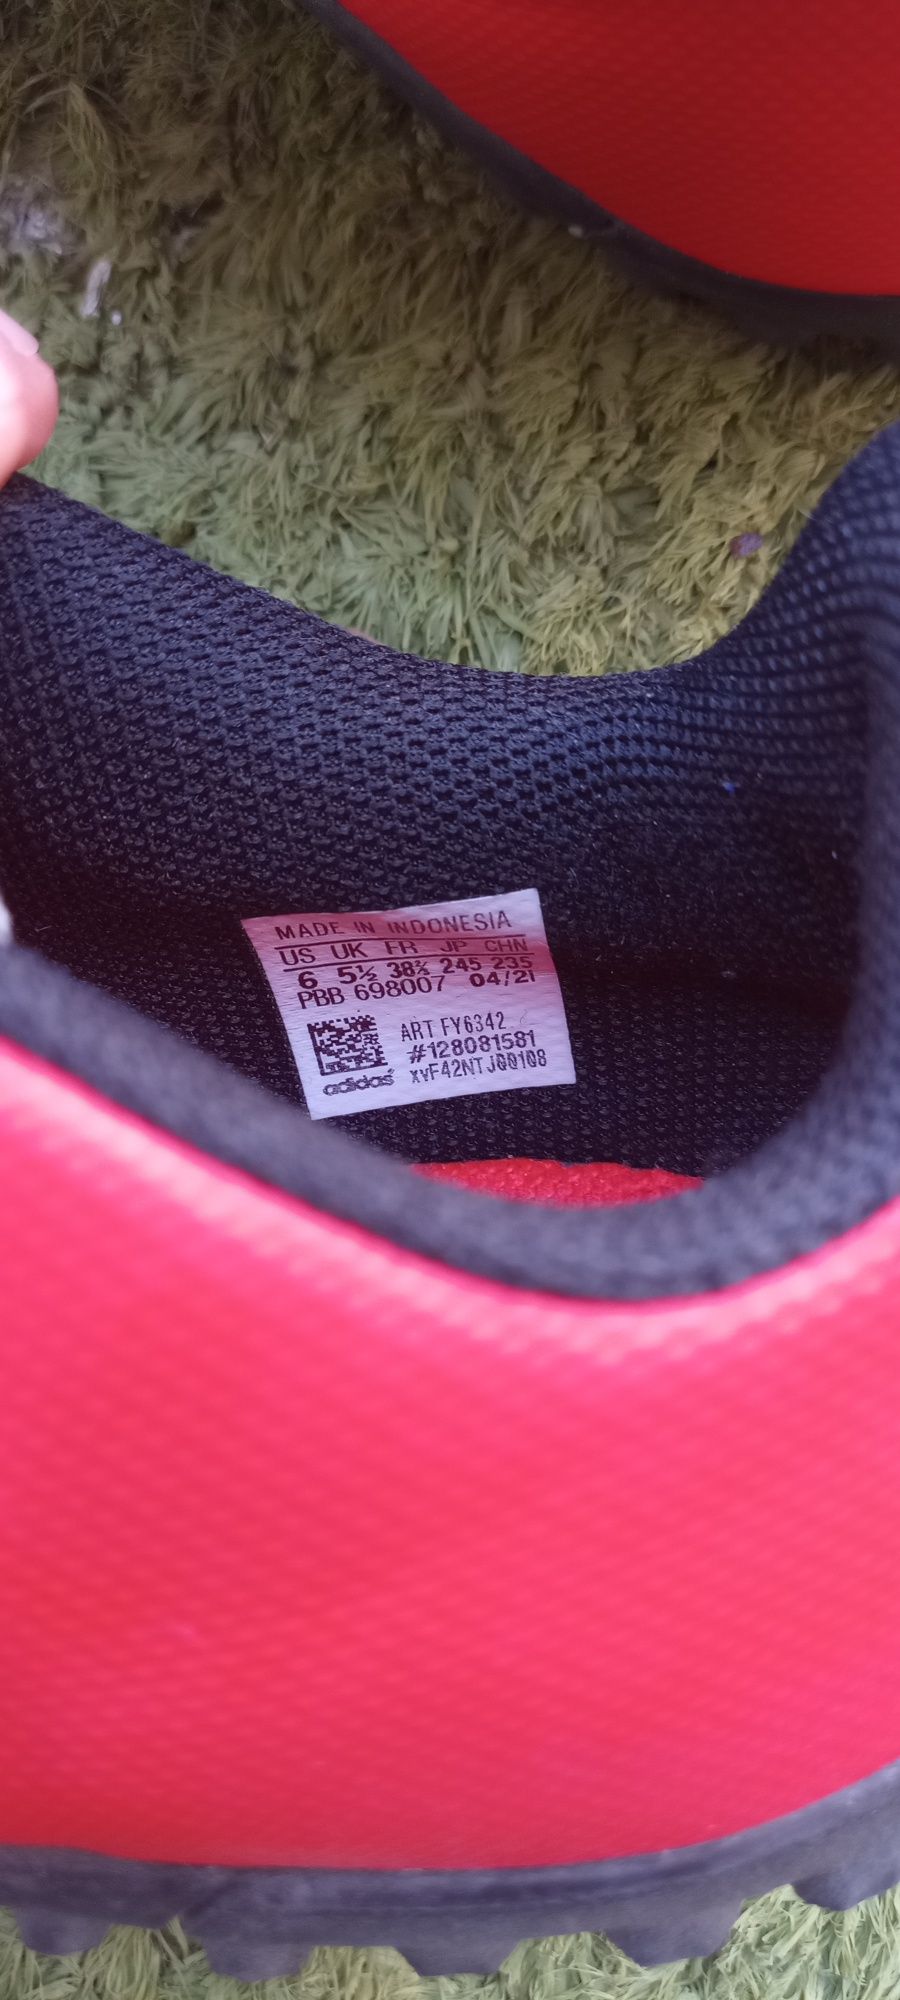 MADE IN INDONESIA
US UK FR JP CHN
6 5½ 38⅔ 245 235
PBB 698007 04/21
ART FY6342
#128081581
xvF42NTJ00108
adidas